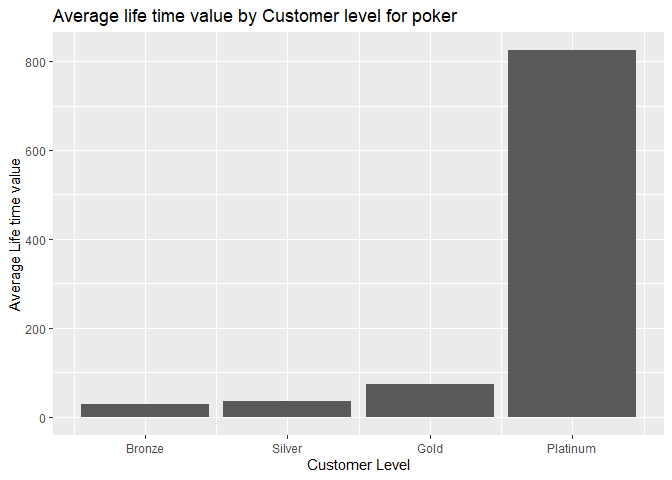 Average life time value by Customer level for poker
Average Life time value
800
600
400
200
0
Bronze Silver Gold Platinum
Customer Level